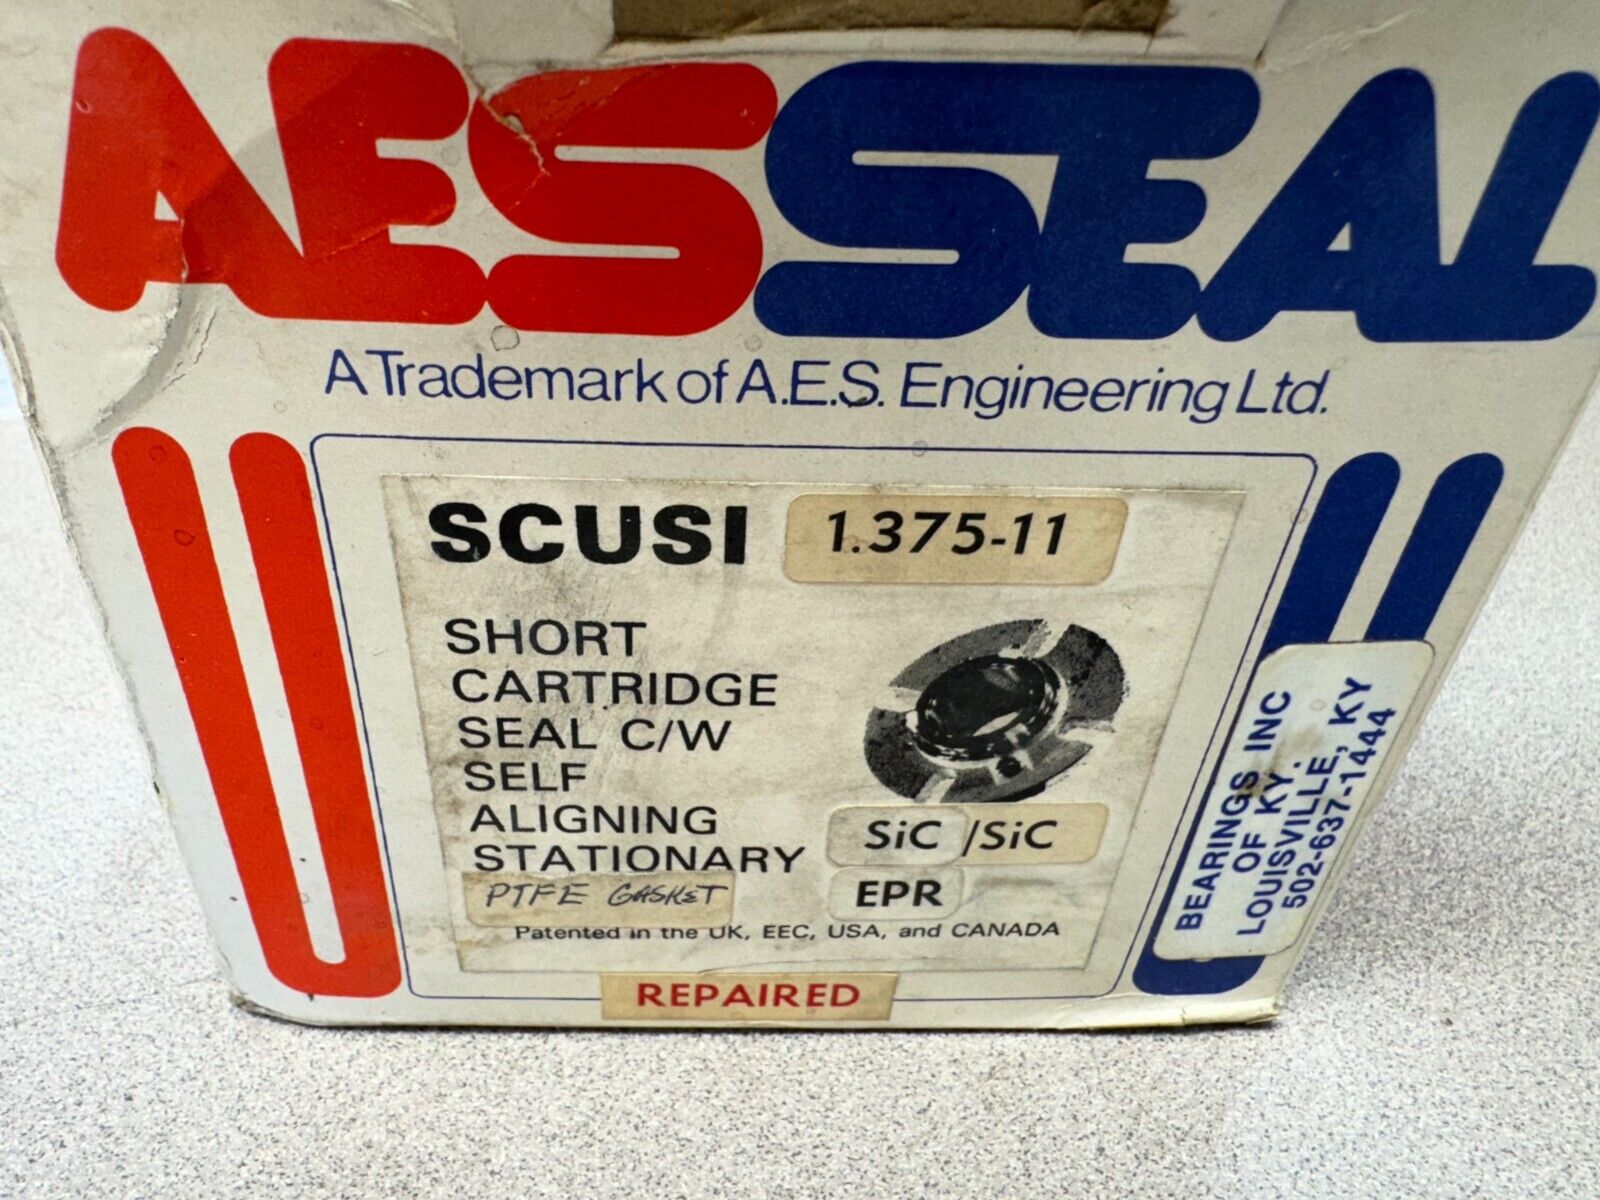 AESSEAL
A Trademark of A.E.S. Engineering Ltd.
SCUSI 1.375-11
SHORT
CARTRIDGE
SEAL C/W
SELF
ALIGNING
STATIONARY
SiC /SiC
PTFE GASKET
EPR
Patented in the UK, EEC, USA, and CANADA
REPAIRED
BEARINGS INC
OF KY.
LOUISVILLE, KY
502-637-1444